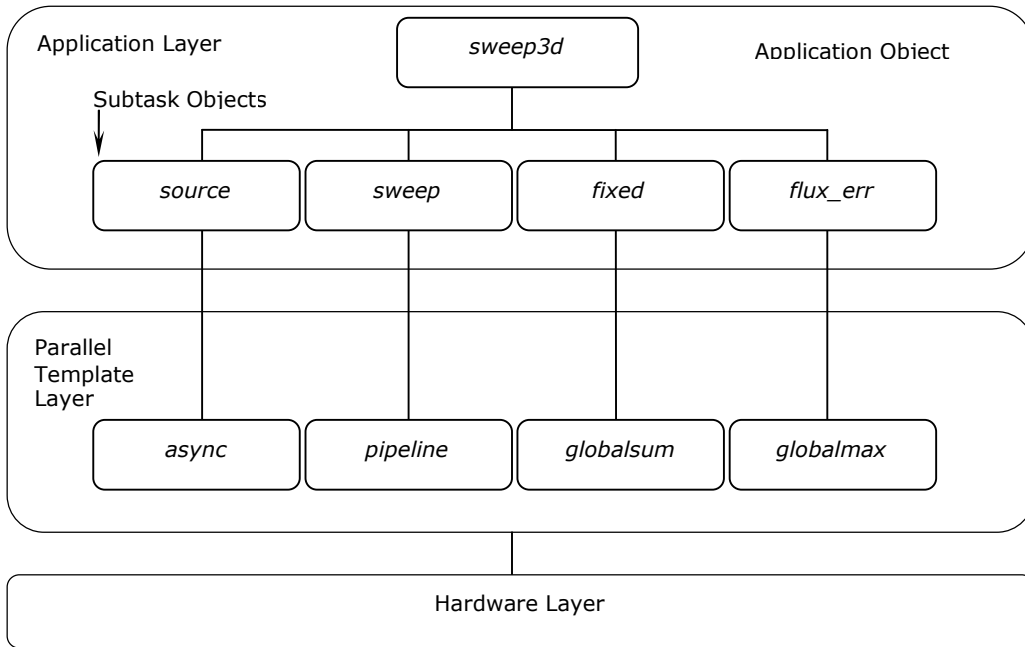 Application Layer
sweep3d
Application Object
Subtask Objects
source
sweep
fixed
flux_err
Parallel
Template
Layer
async
pipeline
globalsum
globalmax
Hardware Layer